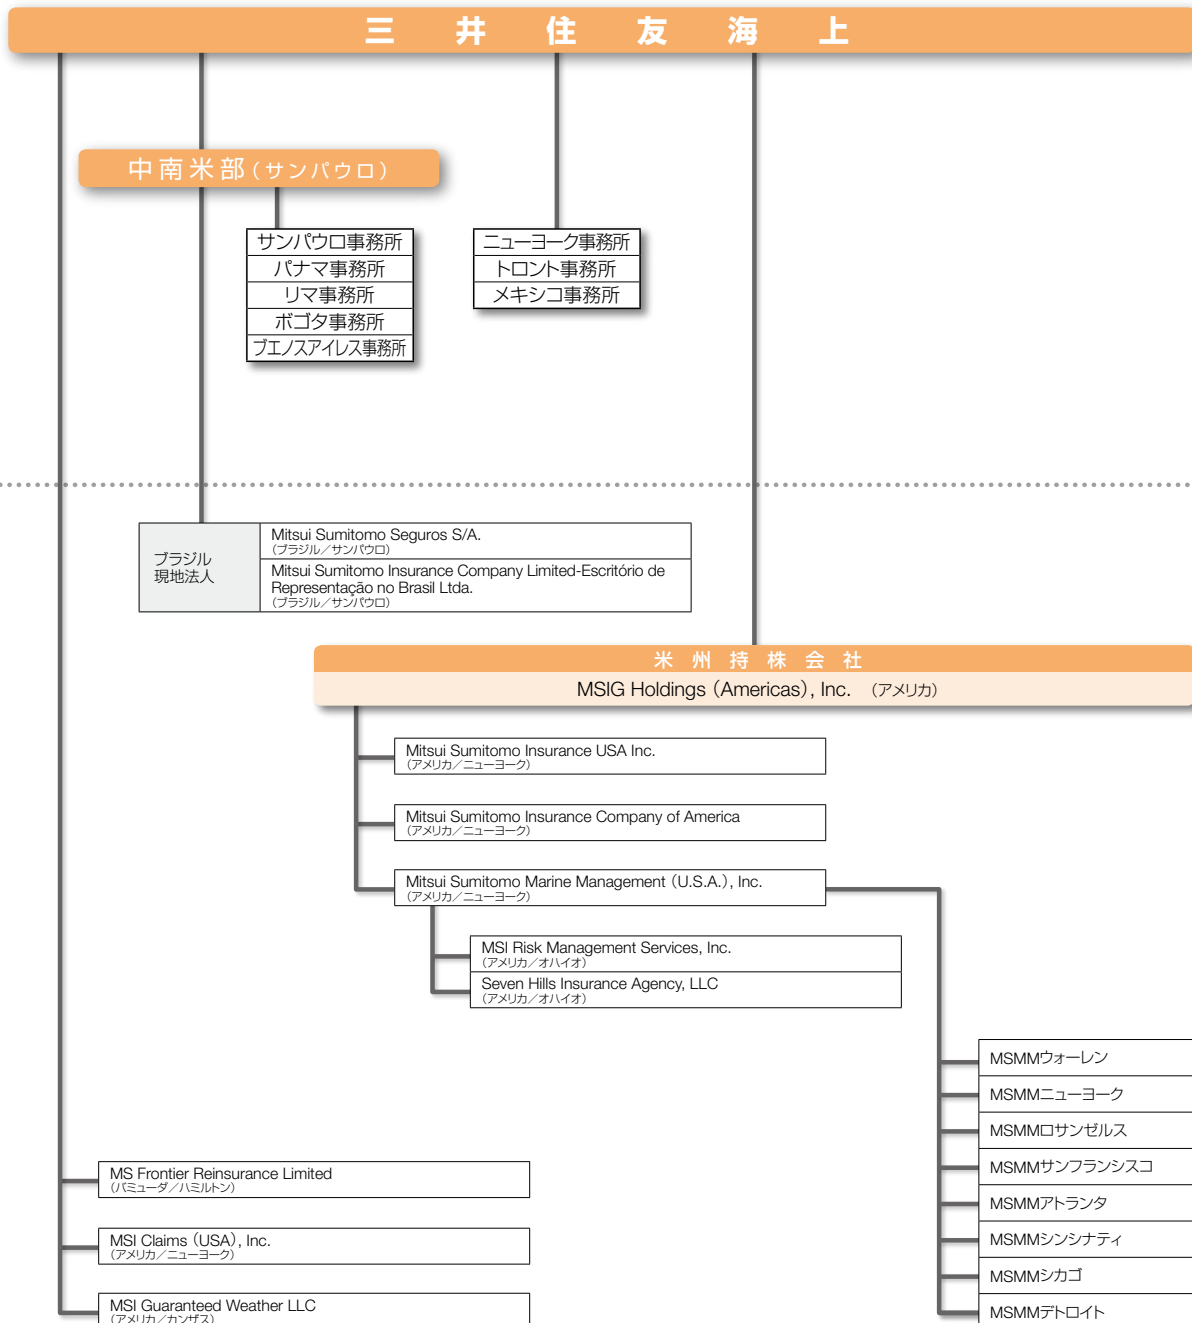 三井住友海上
中南米部(サンパウロ)
サンパウロ事務所
パナマ事務所
リマ事務所
ボゴタ事務所
ブエノスアイレス事務所
ニューヨーク事務所
トロント事務所
メキシコ事務所
ブラジル
現地法人
Mitsui Sumitomo Seguros S/A.
(ブラジル/サンパウロ)
Mitsui Sumitomo Insurance Company Limited-Escritório de
Representação no Brasil Ltda.
(ブラジル/サンパウロ)
米州持株会社
MSIG Holdings (Americas), Inc. (アメリカ)
Mitsui Sumitomo Insurance USA Inc.
(アメリカ/ニューヨーク)
Mitsui Sumitomo Insurance Company of America
(アメリカ/ニューヨーク)
Mitsui Sumitomo Marine Management (U.S.A.), Inc.
(アメリカ/ニューヨーク)
MSI Risk Management Services, Inc.
(アメリカ/オハイオ)
Seven Hills Insurance Agency, LLC
(アメリカ/オハイオ)
MSMMウォーレン
MSMMニューヨーク
MSMMロサンゼルス
MSMMサンフランシスコ
MSMMアトランタ
MSMMシンシナティ
MSMMシカゴ
MSMMデトロイト
MS Frontier Reinsurance Limited
(バミューダ/ハミルトン)
MSI Claims (USA), Inc.
(アメリカ/ニューヨーク)
MSI Guaranteed Weather LLC
(アメリカ/カンザス)